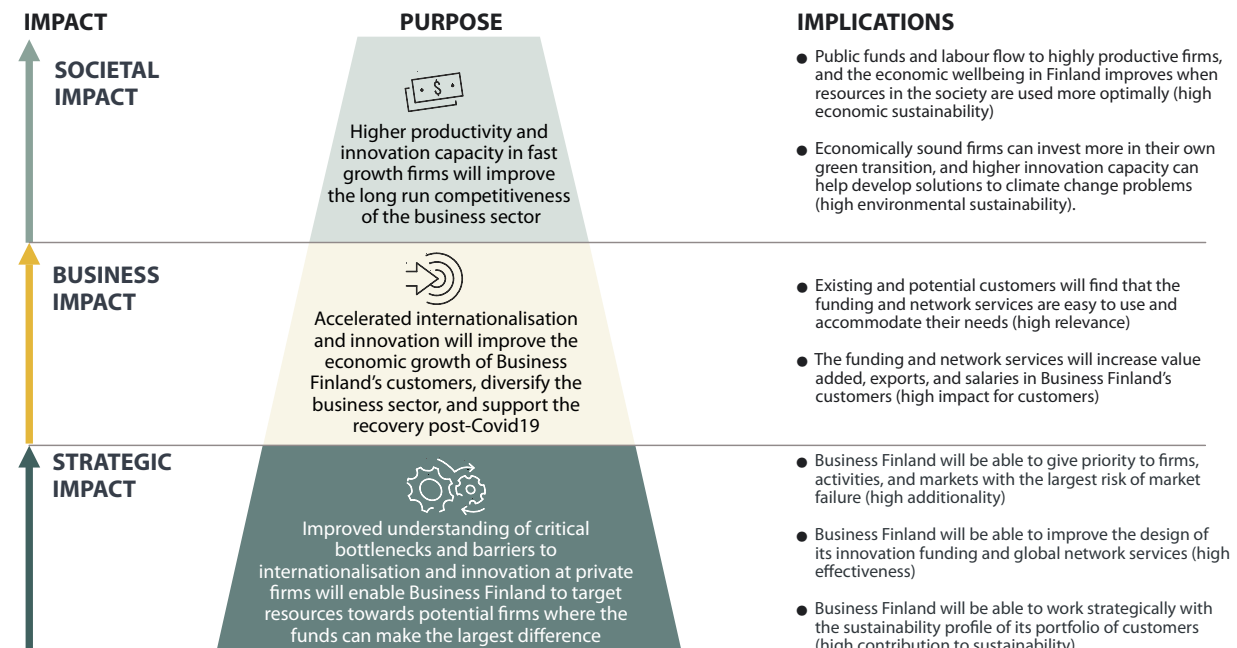 IMPACT
PURPOSE
IMPLICATIONS
SOCIETAL
IMPACT
$
Higher productivity and
innovation capacity in fast
growth firms will improve
the long run competitiveness
of the business sector
● Public funds and labour flow to highly productive firms,
and the economic wellbeing in Finland improves when
resources in the society are used more optimally (high
economic sustainability)
● Economically sound firms can invest more in their own
green transition, and higher innovation capacity can
help develop solutions to climate change problems
(high environmental sustainability).
BUSINESS
IMPACT
Accelerated internationalisation
and innovation will improve the
economic growth of Business
Finland's customers, diversify the
business sector, and support the
recovery post-Covid19
● Existing and potential customers will find that the
funding and network services are easy to use and
accommodate their needs (high relevance)
● The funding and network services will increase value
added, exports, and salaries in Business Finland's
customers (high impact for customers)
STRATEGIC
IMPACT
Improved understanding of critical
bottlenecks and barriers to
internationalisation and innovation at private
firms will enable Business Finland to target
resources towards potential firms where the
funds can make the largest difference
● Business Finland will be able to give priority to firms,
activities, and markets with the largest risk of market
failure (high additionality)
● Business Finland will be able to improve the design of
its innovation funding and global network services (high
effectiveness)
● Business Finland will be able to work strategically with
the sustainability profile of its portfolio of customers
(high contribution to sustainability)